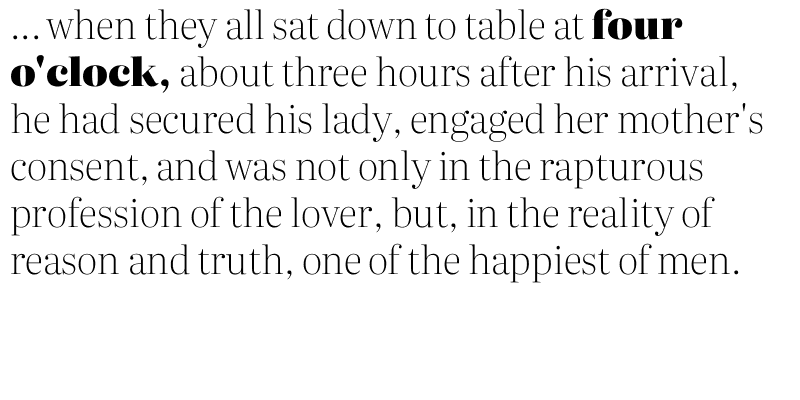 ... when they all sat down to table at four
o'clock, about three hours after his arrival,
he had secured his lady, engaged her mother's
consent, and was not only in the rapturous
profession of the lover, but, in the reality of
reason and truth, one of the happiest of men.